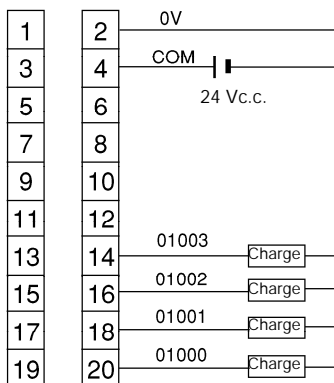 0V
1 2
COM
3 4
24 Vc.c.
5 6
7 8
9 10
11 12
01003
13 14 Charge
01002
15 16 Charge
01001
17 18 Charge
01000
19 20 Charge